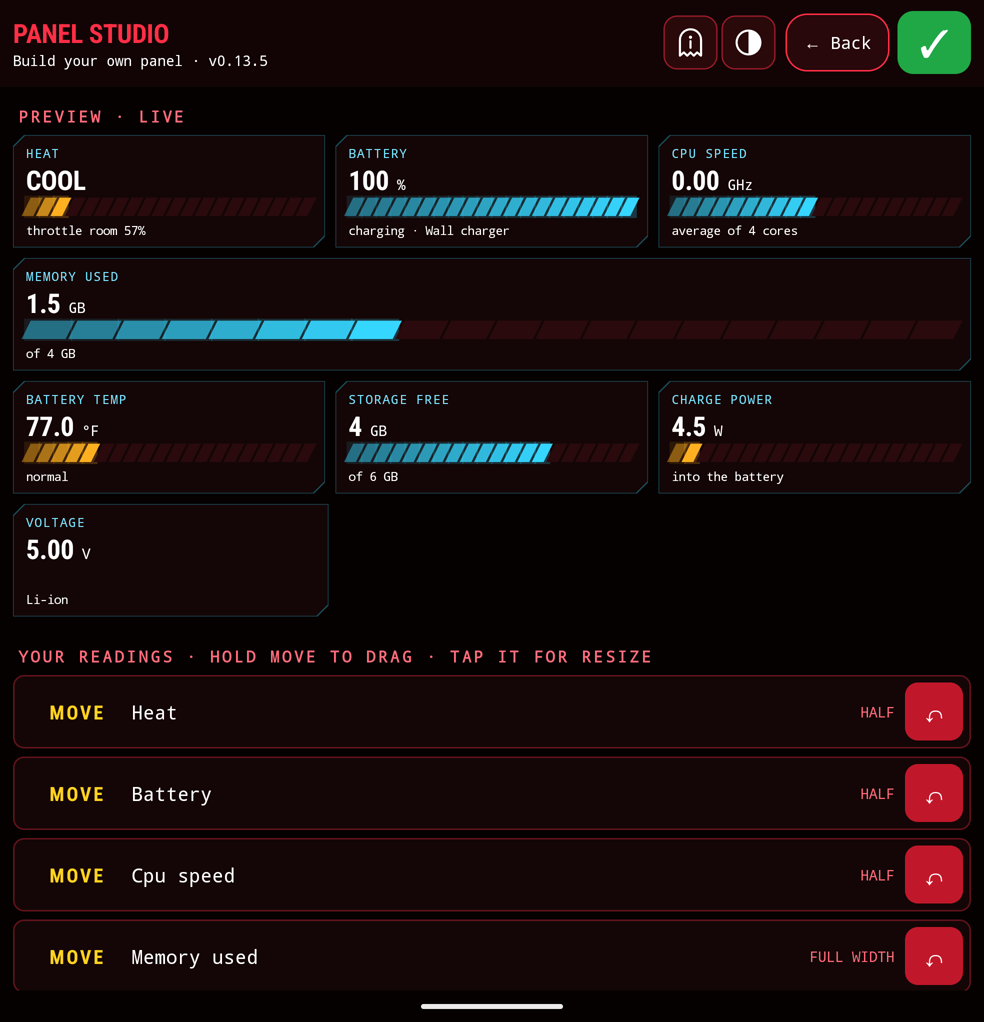 PANEL STUDIO
Build your own panel · v0.13.5
← Back
✓
PREVIEW · LIVE
HEAT
COOL
throttle room 57%
BATTERY
100 %
charging · Wall charger
CPU SPEED
0.00 GHz
average of 4 cores
MEMORY USED
1.5 GB
of 4 GB
BATTERY TEMP
77.0 °F
normal
STORAGE FREE
4 GB
of 6 GB
CHARGE POWER
4.5 W
into the battery
VOLTAGE
5.00 V
Li-ion
YOUR READINGS · HOLD MOVE TO DRAG · TAP IT FOR RESIZE
MOVE Heat HALF
MOVE Battery HALF
MOVE Cpu speed HALF
MOVE Memory used FULL WIDTH